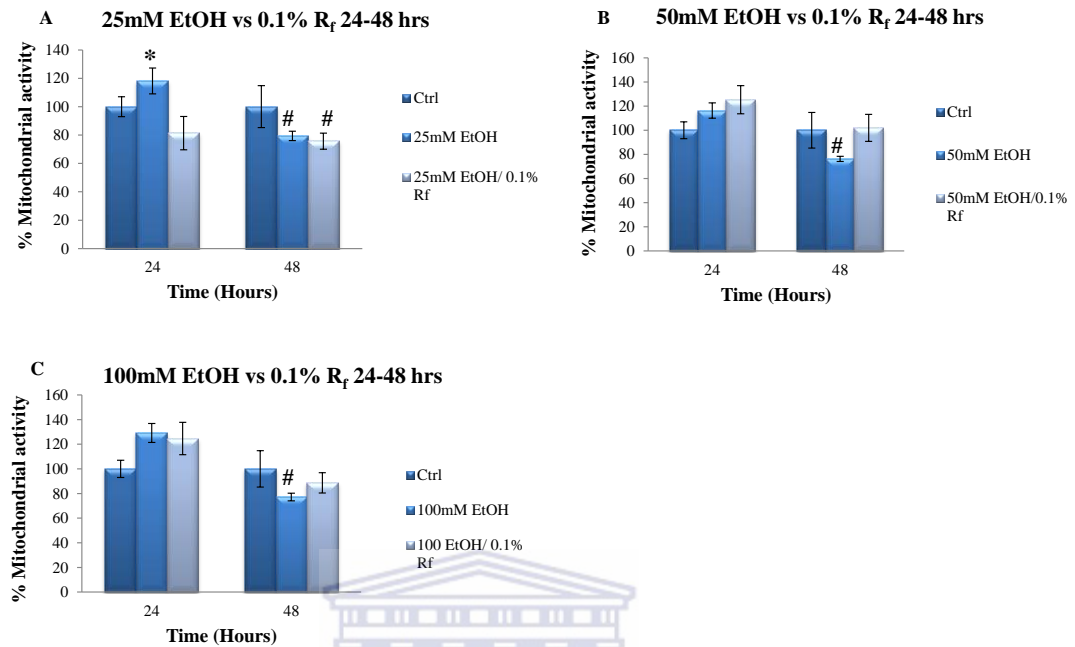 A
25mM EtOH vs 0.1% Rf 24-48 hrs
% Mitochondrial activity
140
120
100
80
60
40
20
0
*
#
#
24
48
Time (Hours)
Ctrl
25mM EtOH
25mM EtOH/ 0.1%
Rf
B
50mM EtOH vs 0.1% Rf 24-48 hrs
% Mitochondrial activity
160
140
120
100
80
60
40
20
0
#
24
48
Time (Hours)
Ctrl
50mM EtOH
50mM EtOH/0.1%
Rf
C
100mM EtOH vs 0.1% Rf 24-48 hrs
% Mitochondrial activity
160
140
120
100
80
60
40
20
0
#
24
48
Time (Hours)
Ctrl
100mM EtOH
100 EtOH/ 0.1%
Rf